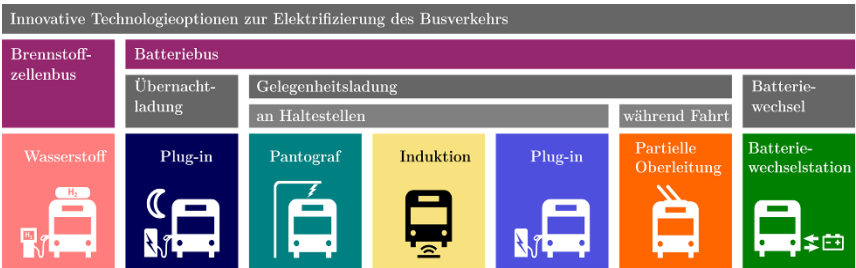 Innovative Technologieoptionen zur Elektrifizierung des Busverkehrs
Brennstoff-
zellenbus
Batteriebus
Übernacht-
ladung
Gelegenheitsladung
Batterie-
wechsel
an Haltestellen
während Fahrt
Wasserstoff
Plug-in
Pantograf
Induktion
Plug-in
Partielle
Oberleitung
Batterie-
wechselstation
H₂
H₂